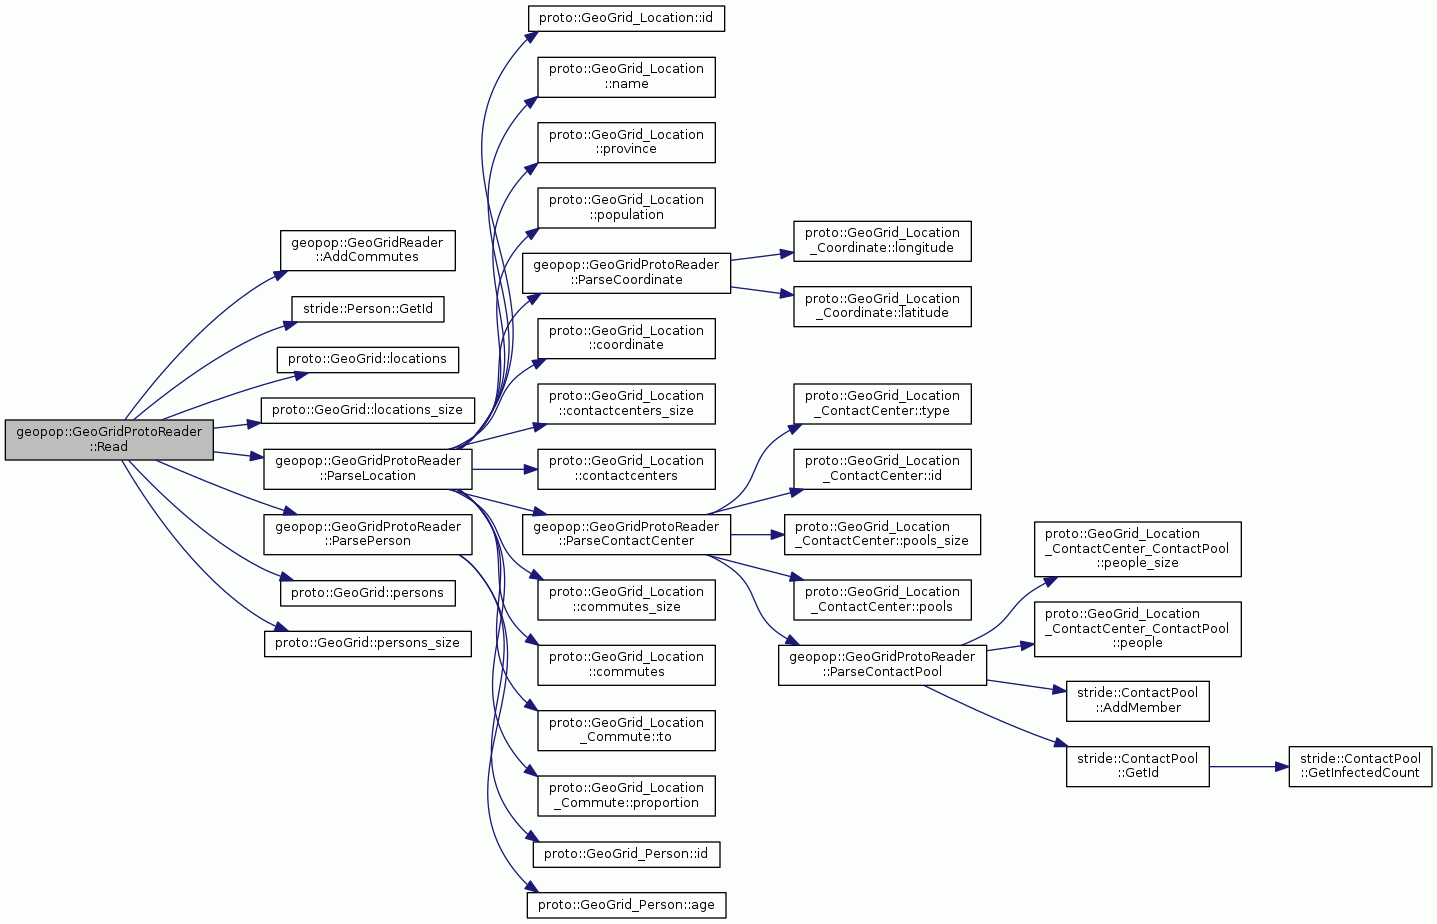 geopop::GeoGridProtoReader
::Read
geopop::GeoGridReader
::AddCommutes
stride::Person::GetId
proto::GeoGrid::locations
proto::GeoGrid::locations_size
geopop::GeoGridProtoReader
::ParseLocation
geopop::GeoGridProtoReader
::ParsePerson
proto::GeoGrid::persons
proto::GeoGrid::persons_size
proto::GeoGrid_Location::id
proto::GeoGrid_Location
::name
proto::GeoGrid_Location
::province
proto::GeoGrid_Location
::population
geopop::GeoGridProtoReader
::ParseCoordinate
proto::GeoGrid_Location
::coordinate
proto::GeoGrid_Location
::contactcenters_size
proto::GeoGrid_Location
::contactcenters
geopop::GeoGridProtoReader
::ParseContactCenter
proto::GeoGrid_Location
::commutes_size
proto::GeoGrid_Location
::commutes
proto::GeoGrid_Location
_Commute::to
proto::GeoGrid_Location
_Commute::proportion
proto::GeoGrid_Person::id
proto::GeoGrid_Person::age
proto::GeoGrid_Location
_Coordinate::longitude
proto::GeoGrid_Location
_Coordinate::latitude
proto::GeoGrid_Location
_ContactCenter::type
proto::GeoGrid_Location
_ContactCenter::id
proto::GeoGrid_Location
_ContactCenter::pools_size
proto::GeoGrid_Location
_ContactCenter::pools
geopop::GeoGridProtoReader
::ParseContactPool
proto::GeoGrid_Location
_ContactCenter_ContactPool
::people_size
proto::GeoGrid_Location
_ContactCenter_ContactPool
::people
stride::ContactPool
::AddMember
stride::ContactPool
::GetId
stride::ContactPool
::GetInfectedCount